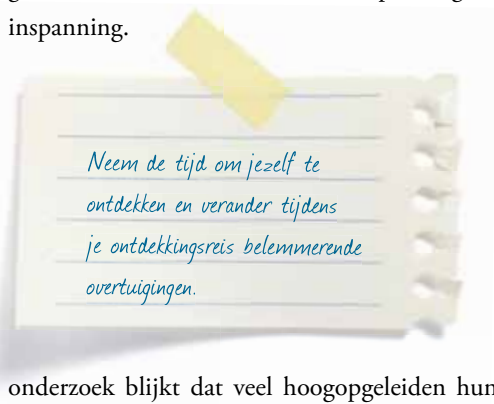 inspanning.
Neem de tijd om jezelf te
ontdekken en verander tijdens
je ontdekkingsreis belemmerende
overtuigingen.
onderzoek blijkt dat veel hoogopgeleiden hun